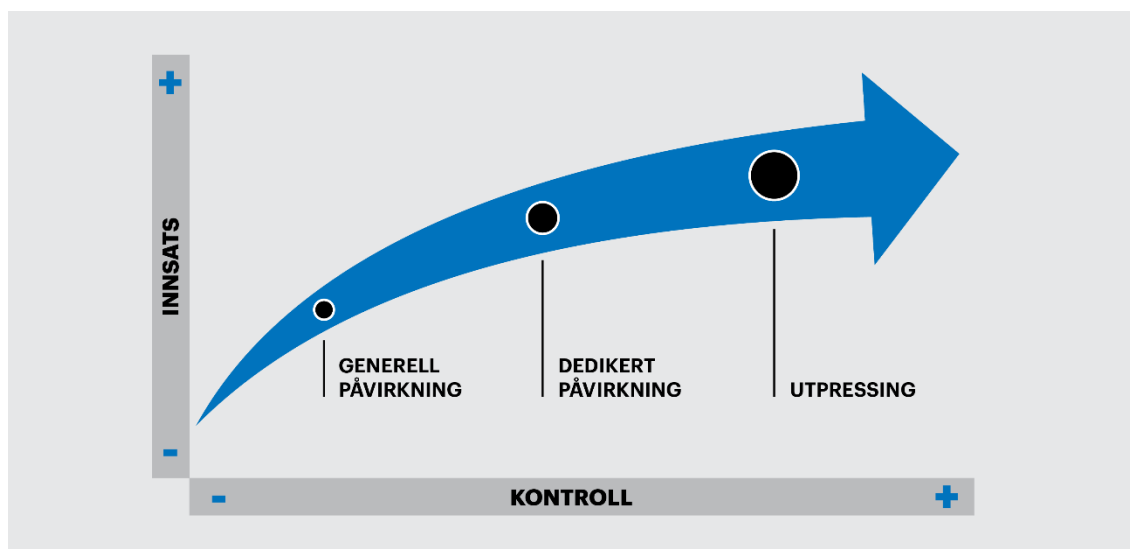 +
INNSATS
-
GENERELL
PÅVIRKNING
DEDIKERT
PÅVIRKNING
UTPRESSING
- KONTROLL +